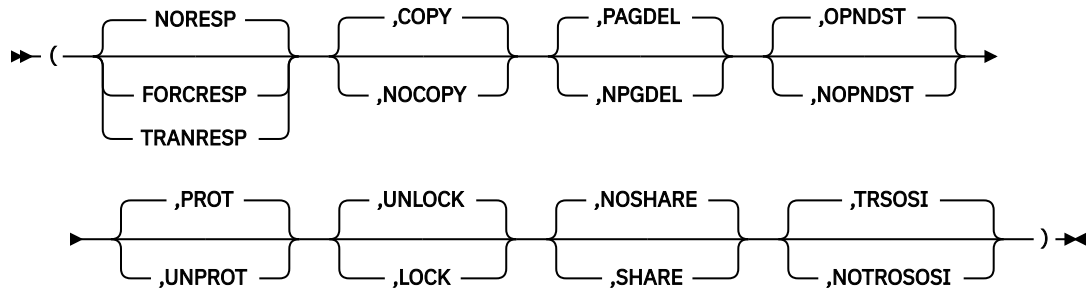 NORESP ,COPY ,PAGDEL ,OPNDST
(
FORCRESP ,NOCOPY ,NPGDEL ,NOPNDST
TRANRESP
,PROT ,UNLOCK ,NOSHARE ,TRSOSI
)
,UNPROT ,LOCK ,SHARE ,NOTROSOSI